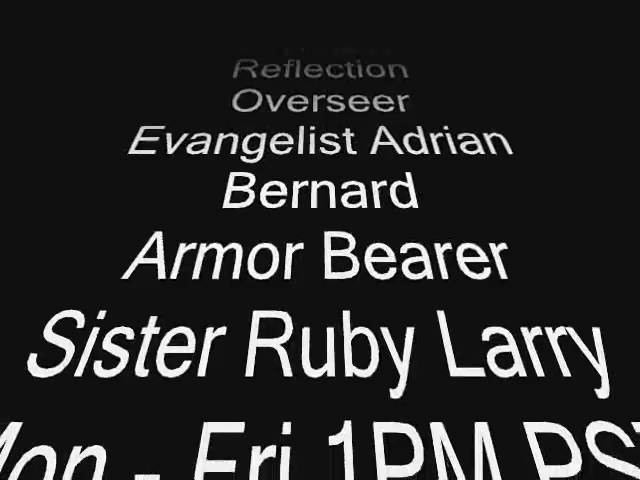 Reflection
Overseer
Evangelist Adrian
Bernard
Armor Bearer
Sister Ruby Larry
Mon - Fri 1PM PST